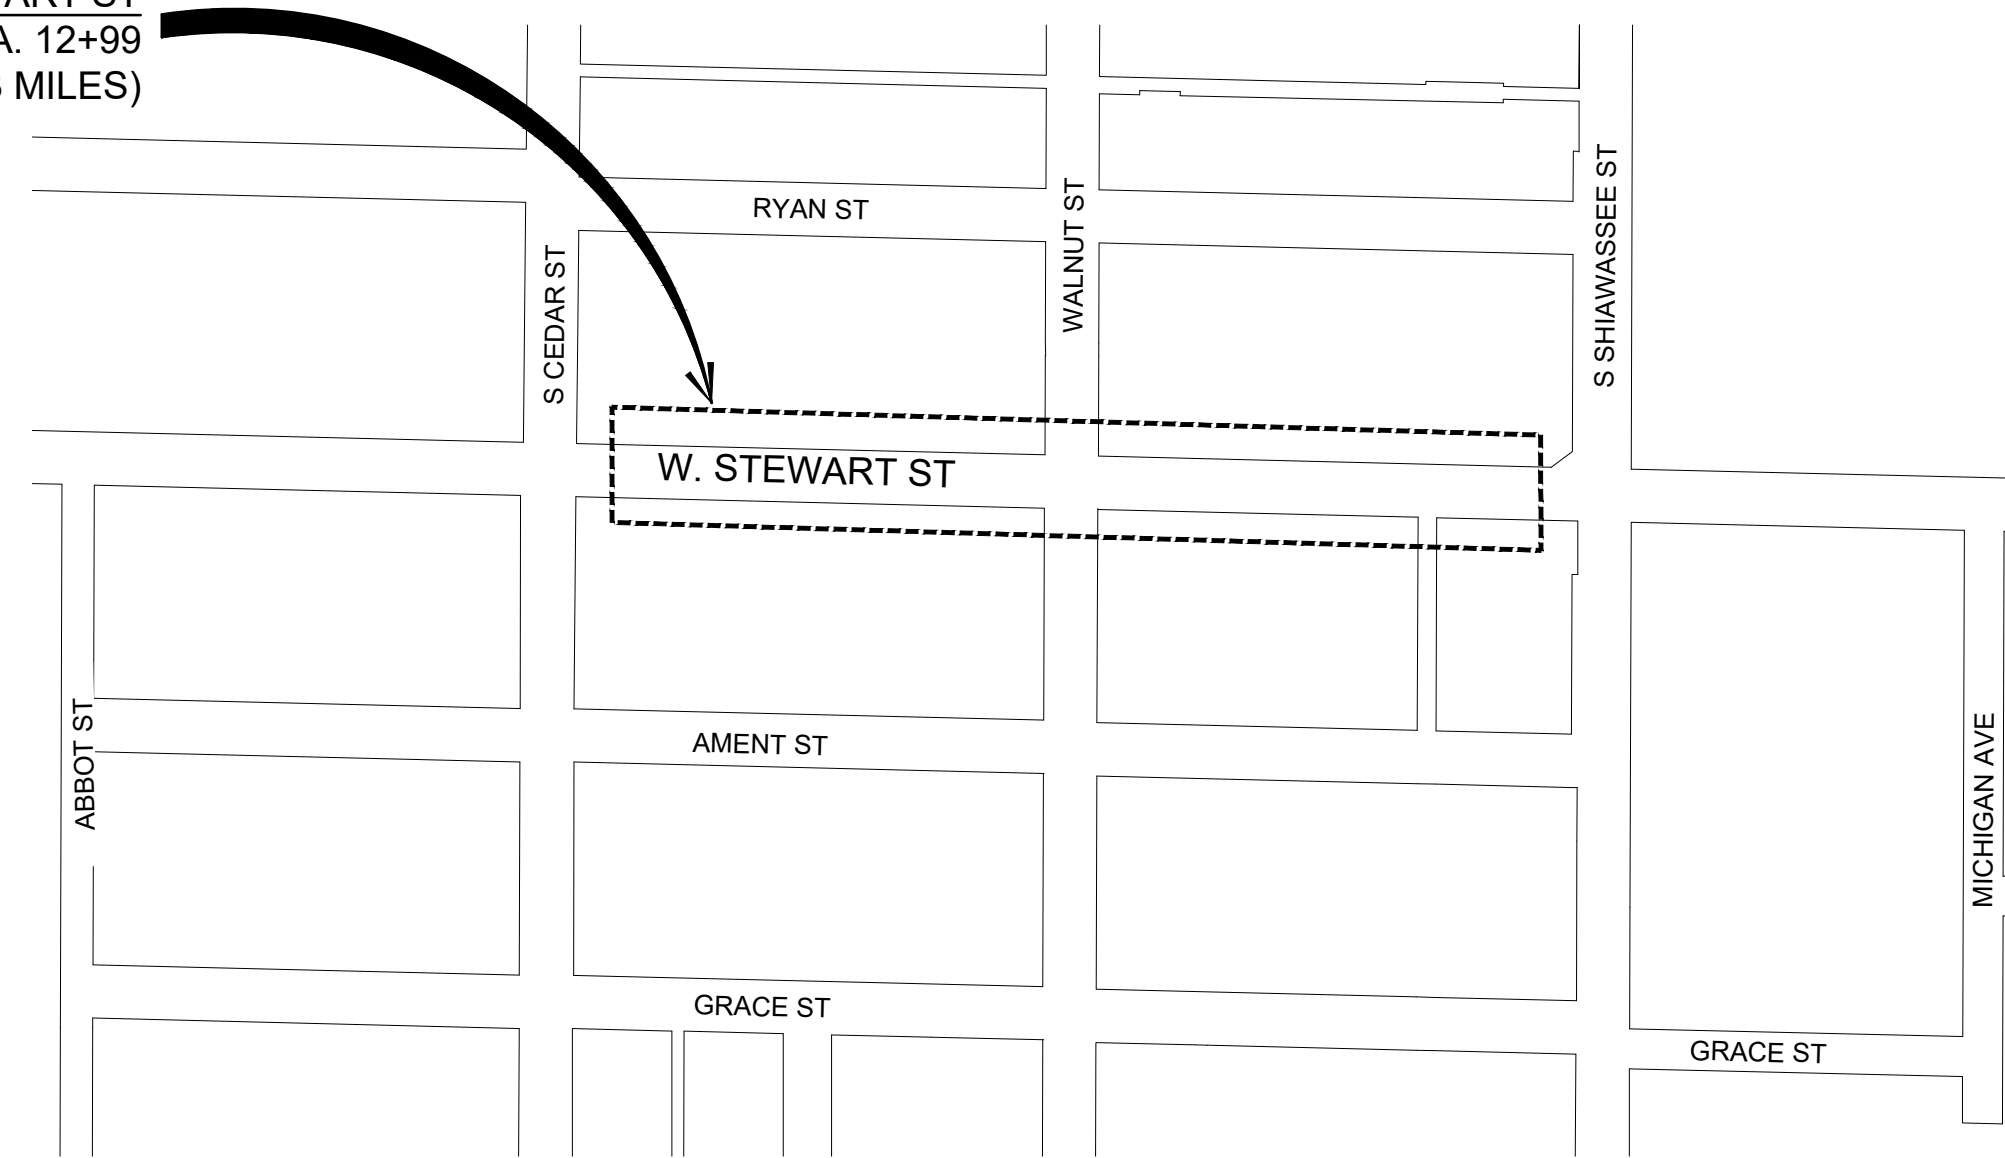 ST
12+99
MILES)
RYAN ST
S CEDAR ST
WALNUT ST
S SHIAWASSEE ST
W. STEWART ST
ABBOT ST
AMENT ST
MICHIGAN AVE
GRACE ST
GRACE ST